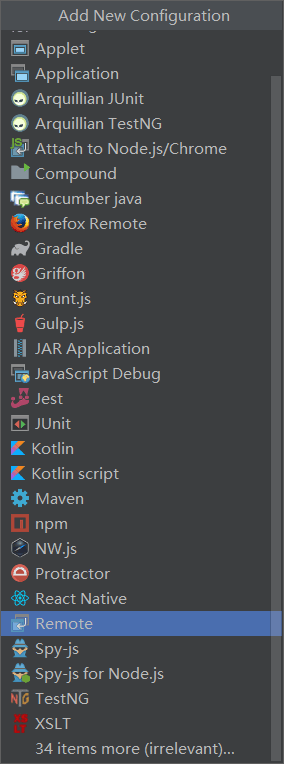 Add New Configuration
Applet
Application
Arquillian JUnit
Arquillian TestNG
Attach to Node.js/Chrome
Compound
Cucumber java
Firefox Remote
Gradle
Griffon
Grunt.js
Gulp.js
JAR Application
JavaScript Debug
Jest
JUnit
Kotlin
Kotlin script
Maven
npm
NW.js
Protractor
React Native
Remote
Spy-js
Spy-js for Node.js
TestNG
XSLT
34 items more (irrelevant)...